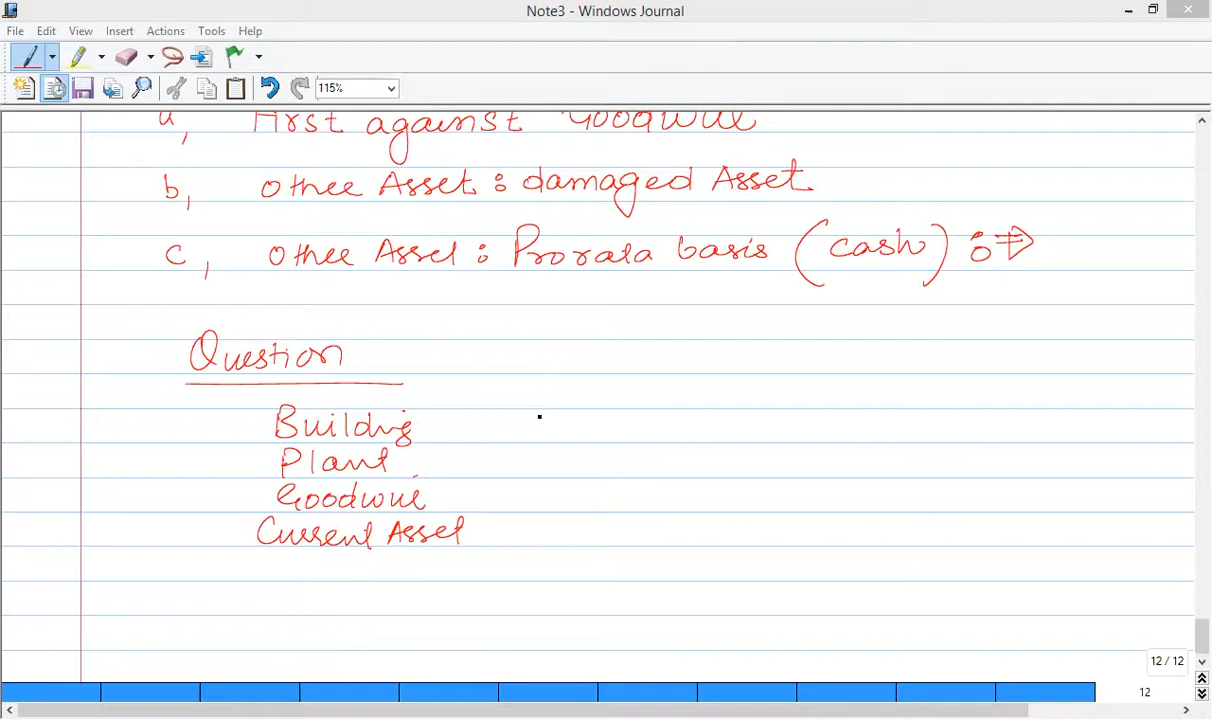 Note3 - Windows Journal
File Edit View Insert Actions Tools Help
115%
a, First against Goodwill
b, Other Asset : damaged Asset
c, Other Asset : Prorata basis (cash) :
Question
Building
Plant
Goodwill
Current Asset
12 / 12
12